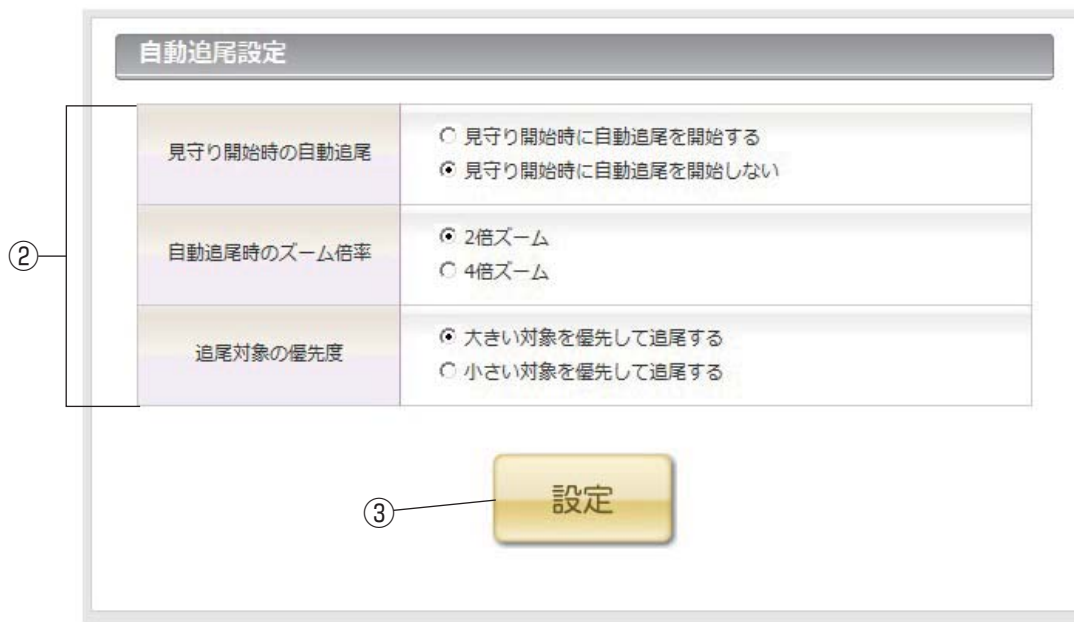 自動追尾設定
見守り開始時の自動追尾
見守り開始時に自動追尾を開始する
見守り開始時に自動追尾を開始しない
②
自動追尾時のズーム倍率
2倍ズーム
4倍ズーム
追尾対象の優先度
大きい対象を優先して追尾する
小さい対象を優先して追尾する
③
設定